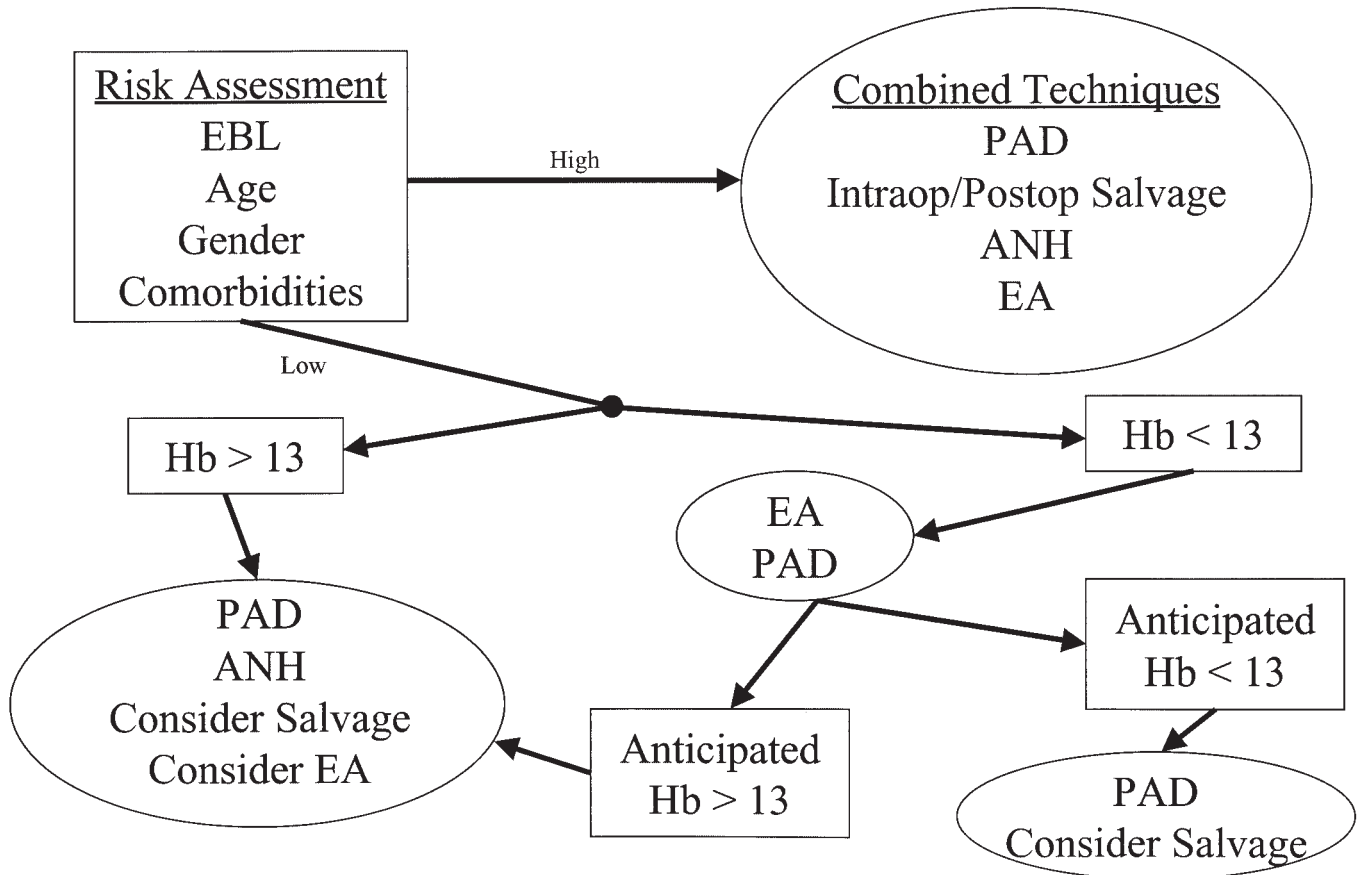 Risk Assessment
EBL
Age
Gender
Comorbidities
High
Combined Techniques
PAD
Intraop/Postop Salvage
ANH
EA
Low
Hb > 13
Hb < 13
EA
PAD
PAD
ANH
Consider Salvage
Consider EA
Anticipated
Hb > 13
Anticipated
Hb < 13
PAD
Consider Salvage